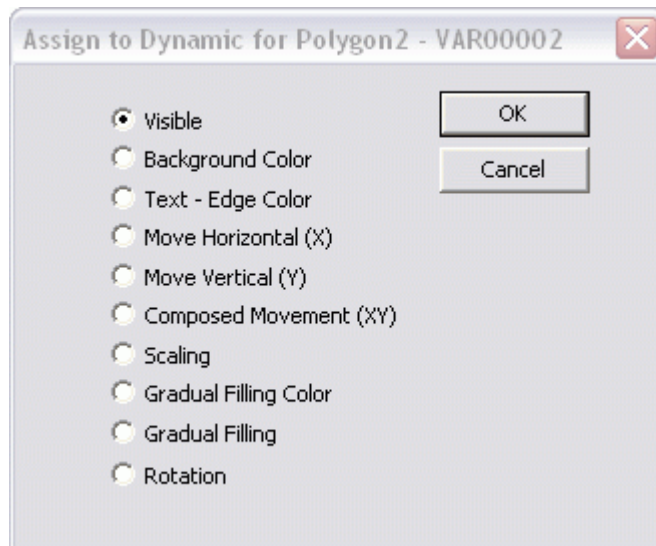 Assign to Dynamic for Polygon2 - VAR00002
Visible
OK
Background Color
Cancel
Text - Edge Color
Move Horizontal (X)
Move Vertical (Y)
Composed Movement (XY)
Scaling
Gradual Filling Color
Gradual Filling
Rotation